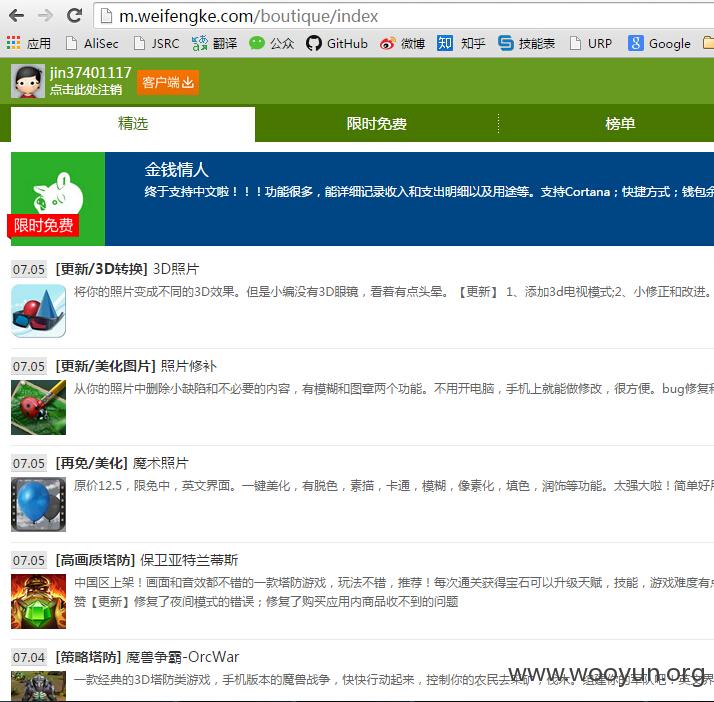 m.weifengke.com/boutique/index
应用 AliSec JSRC 翻译 公众 GitHub 微博 知乎 技能表 URP Google
jin37401117
点击此处注销
客户端
精选 限时免费 榜单
金钱情人
终于支持中文啦！！！功能很多，能详细记录收入和支出明细以及用途等。支持Cortana；快捷方式；钱包余
限时免费
07.05 [更新/3D转换] 3D照片
将你的照片变成不同的3D效果。但是小编没有3D眼镜，看着有点头晕。【更新】 1、添加3d电视模式;2、小修正和改进。
07.05 [更新/美化图片] 照片修补
从你的照片中删除小缺陷和不必要的内容，有模糊和图章两个功能。不用开电脑，手机上就能做修改，很方便。bug修复和
07.05 [再免/美化] 魔术照片
原价12.5，限免中，英文界面。一键美化，有脱色，素描，卡通，模糊，像素化，填色，润饰等功能。太强大啦！简单好用
07.05 [高画质塔防] 保卫亚特兰蒂斯
中国区上架！画面和音效都不错的一款塔防游戏，玩法不错，推荐！每次通关获得宝石可以升级天赋，技能，游戏难度有点
赞【更新】修复了夜间模式的错误；修复了购买应用内商品收不到的问题
07.04 [策略塔防] 魔兽争霸-OrcWar
一款经典的3D塔防类游戏，手机版本的魔兽战争，快快行动起来，控制你的农民去采矿，伐木。组建你的军队吧！英文界
www.wooyun.org